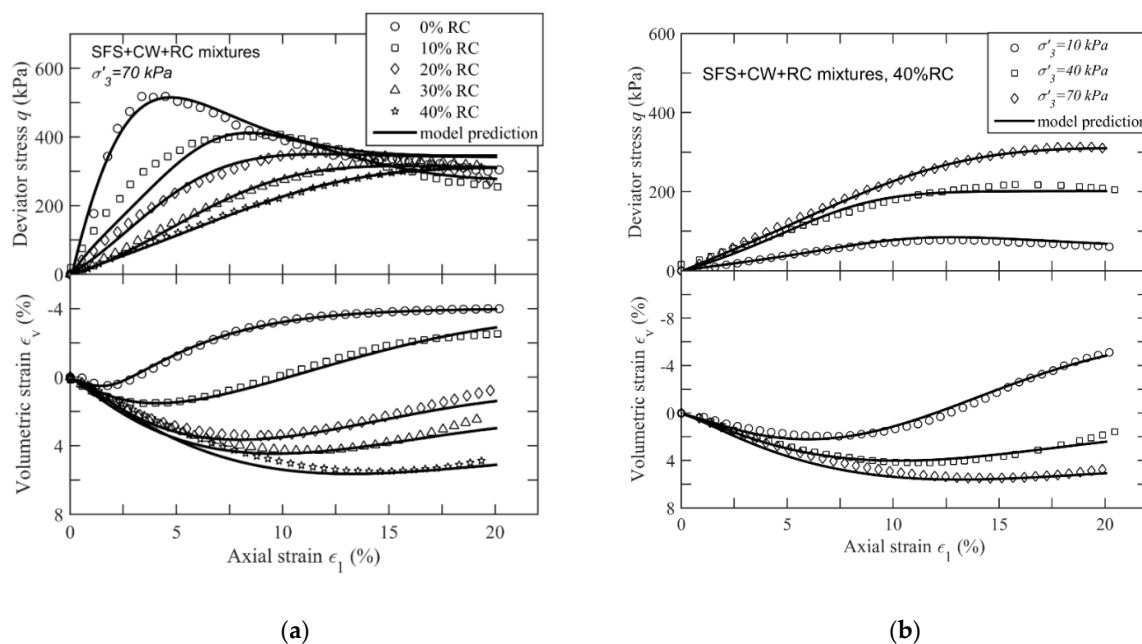 0% RC
10% RC
20% RC
30% RC
40% RC
model prediction
SFS+CW+RC mixtures
σ'₃=70 kPa
600
400
200
0
Deviator stress q (kPa)
-4
0
4
8
Volumetric strain ϵᵥ (%)
0
5
10
15
20
Axial strain ϵ₁ (%)
(a)
σ'₃=10 kPa
σ'₃=40 kPa
σ'₃=70 kPa
model prediction
SFS+CW+RC mixtures, 40%RC
600
400
200
0
Deviator stress q (kPa)
-8
-4
0
4
8
Volumetric strain ϵᵥ (%)
0
5
10
15
20
Axial strain ϵ₁ (%)
(b)